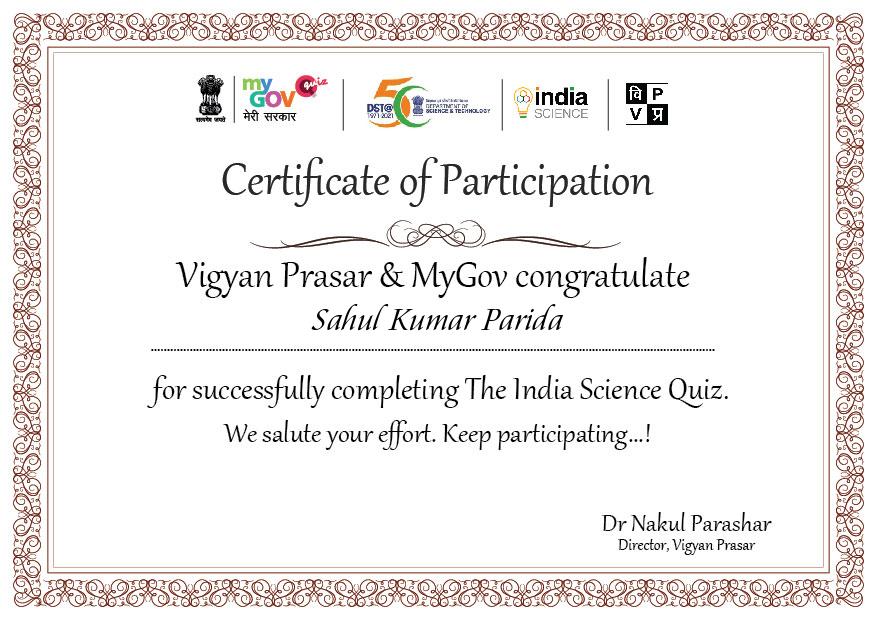 सत्यमेव जयते
my Quiz
GOV
मेरी सरकार
50
DST@
1971-2021
DEPARTMENT OF
SCIENCE & TECHNOLOGY
india
SCIENCE
वि P
V प्र
Certificate of Participation
Vigyan Prasar & MyGov congratulate
Sahul Kumar Parida
for successfully completing The India Science Quiz.
We salute your effort. Keep participating...!
Dr Nakul Parashar
Director, Vigyan Prasar